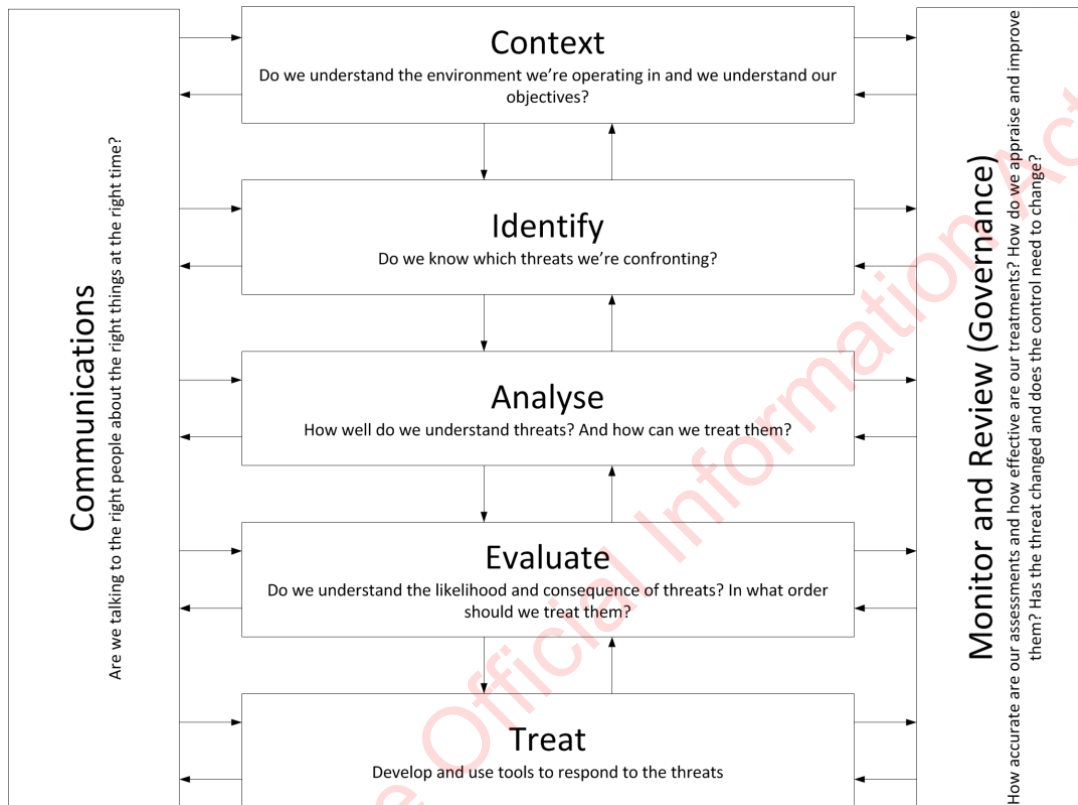 Communications
Are we talking to the right people about the right things at the right time?
Context
Do we understand the environment we're operating in and we understand our
objectives?
Identify
Do we know which threats we're confronting?
Analyse
How well do we understand threats? And how can we treat them?
Evaluate
Do we understand the likelihood and consequence of threats? In what order
should we treat them?
Treat
Develop and use tools to respond to the threats
Monitor and Review (Governance)
How accurate are our assessments and how effective are our treatments? How do we appraise and improve
them? Has the threat changed and does the control need to change?
Official Information Act